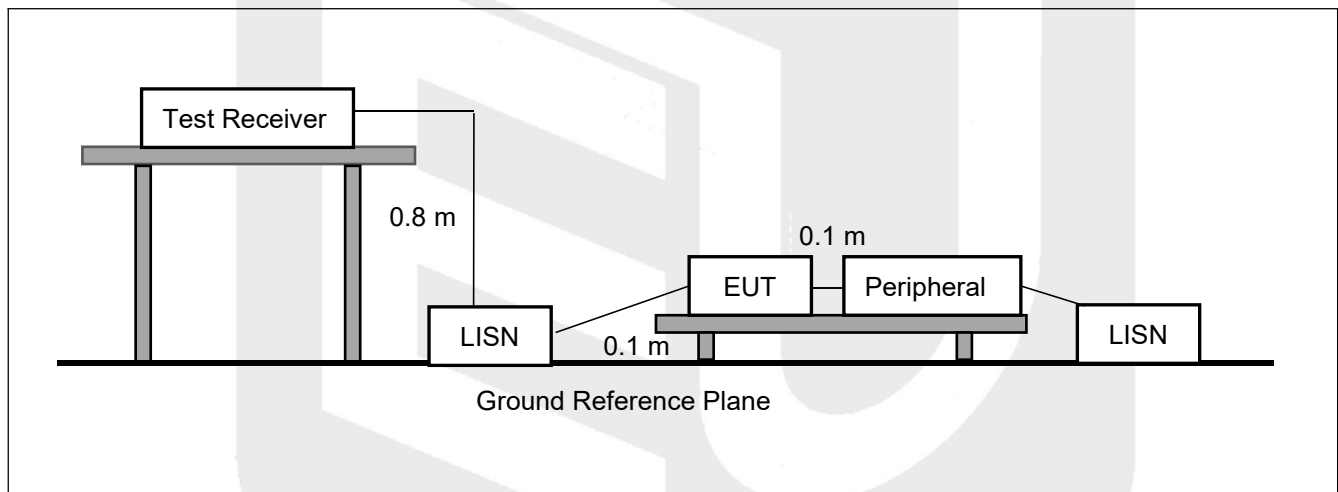 Test Receiver
0.8 m
0.1 m
EUT
Peripheral
LISN
LISN
0.1 m
Ground Reference Plane